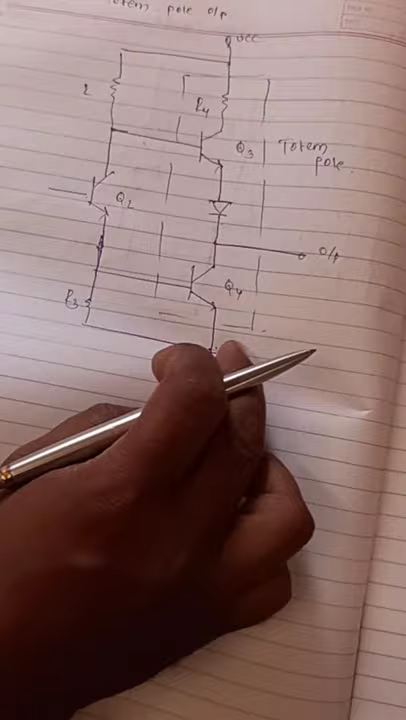 Totem pole o/p
VCC
R4
Q3
Totem
pole.
Q2
O/P
Q4
R3